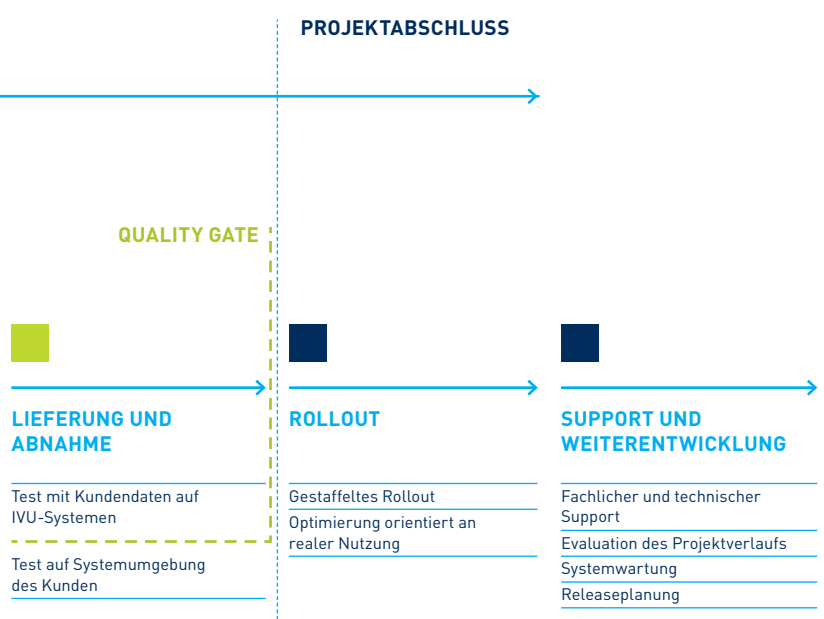 PROJEKTABSCHLUSS
QUALITY GATE
LIEFERUNG UND
ABNAHME
Test mit Kundendaten auf
IVU-Systemen
Test auf Systemumgebung
des Kunden
ROLLOUT
Gestaffeltes Rollout
Optimierung orientiert an
realer Nutzung
SUPPORT UND
WEITERENTWICKLUNG
Fachlicher und technischer
Support
Evaluation des Projektverlaufs
Systemwartung
Releaseplanung